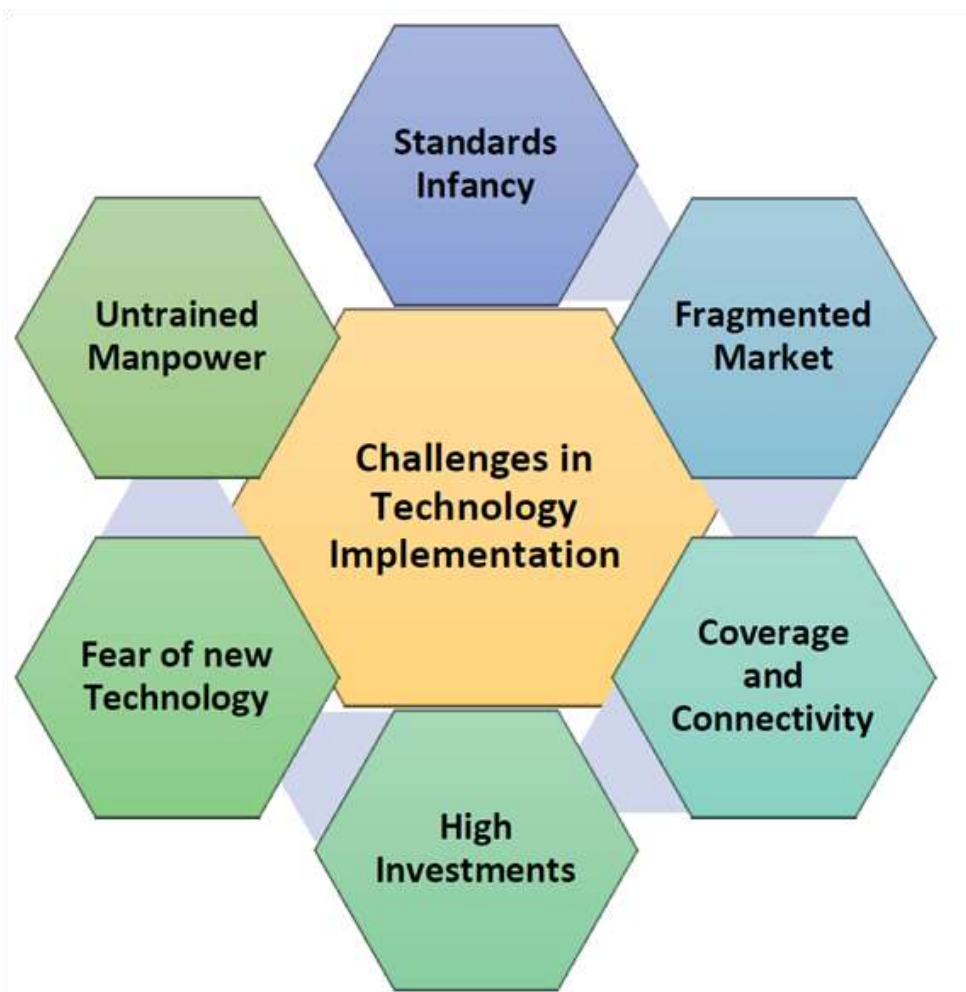 Standards
Infancy
Untrained
Manpower
Fragmented
Market
Challenges in
Technology
Implementation
Fear of new
Technology
Coverage
and
Connectivity
High
Investments